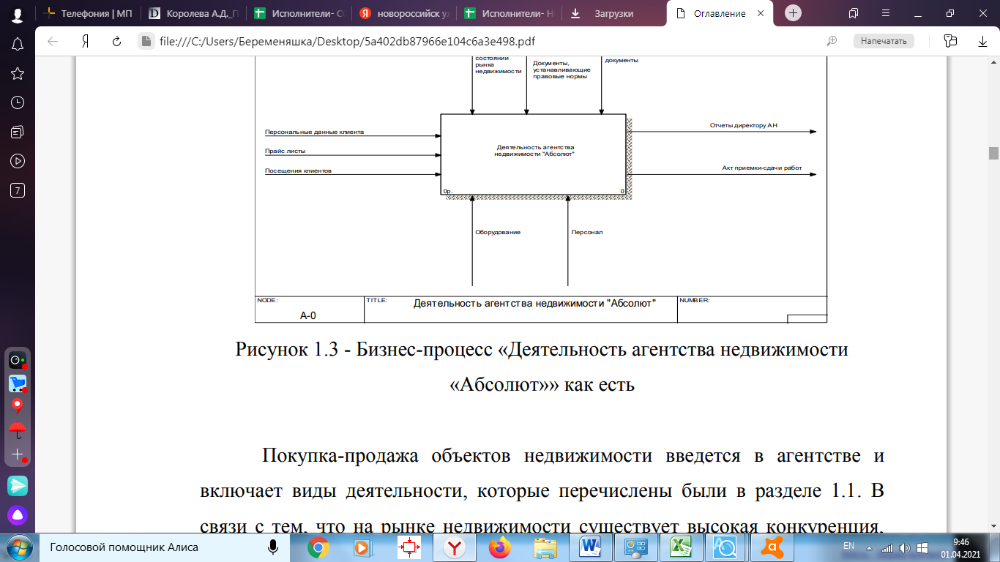 Телефония | МП
Королева А.Д._П
Исполнители- СС
новороссийск ул
Исполнители- Но
Загрузки
Оглавление
file:///C:/Users/Беременяшка/Desktop/5a402db87966e104c6a3e498.pdf
Напечатать
7
состоянии
рынка
недвижимости
Документы,
устанавливающие
правовые нормы
документы
Персональные данные клиента
Прайс листы
Посещения клиентов
Деятельность агентства
недвижимости "Абсолют"
0р.
0
Отчеты директору АН
Акт приемки-сдачи работ
Оборудование
Персонал
NODE:
A-0
TITLE:
Деятельность агентства недвижимости "Абсолют"
NUMBER:
Рисунок 1.3 - Бизнес-процесс «Деятельность агентства недвижимости
«Абсолют»» как есть
Покупка-продажа объектов недвижимости введется в агентстве и
включает виды деятельности, которые перечислены были в разделе 1.1. В
связи с тем, что на рынке недвижимости существует высокая конкуренция,
Голосовой помощник Алиса
EN
9:46
01.04.2021